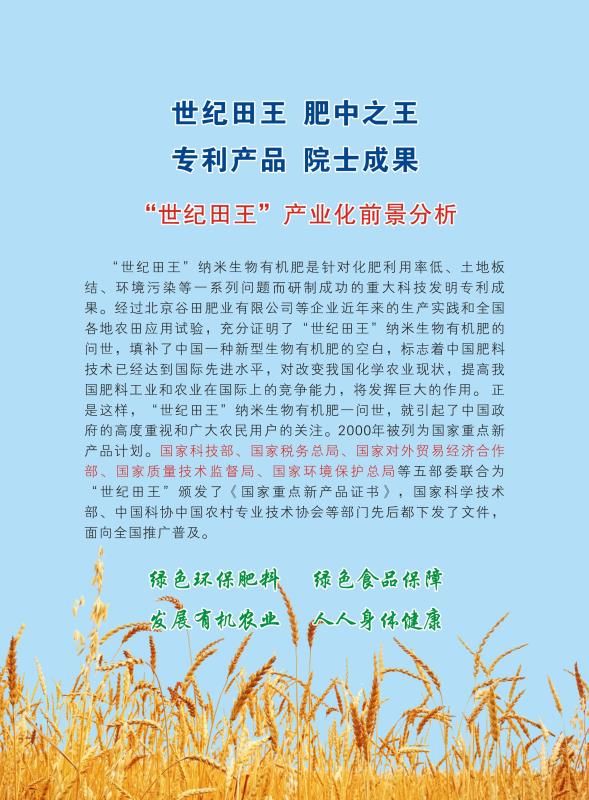 世纪田王 肥中之王
专利产品 院士成果
“世纪田王”产业化前景分析
“世纪田王”纳米生物有机肥是针对化肥利用率低、土地板
结、环境污染等一系列问题而研制成功的重大科技发明专利成
果。经过北京谷田肥业有限公司等企业近年来的生产实践和全国
各地农田应用试验，充分证明了“世纪田王”纳米生物有机肥的
问世，填补了中国一种新型生物有机肥的空白，标志着中国肥料
技术已经达到国际先进水平，对改变我国化学农业现状，提高我
国肥料工业和农业在国际上的竞争能力，将发挥巨大的作用。 正
是这样，“世纪田王”纳米生物有机肥一问世，就引起了中国政
府的高度重视和广大农民用户的关注。2000年被列为国家重点新
产品计划。国家科技部、国家税务总局、国家对外贸易经济合作
部、国家质量技术监督局、国家环境保护总局等五部委联合为
“世纪田王”颁发了《国家重点新产品证书》，国家科学技术
部、中国科协中国农村专业技术协会等部门先后都下发了文件，
面向全国推广普及。
绿色环保肥料 绿色食品保障
发展有机农业 人人身体健康